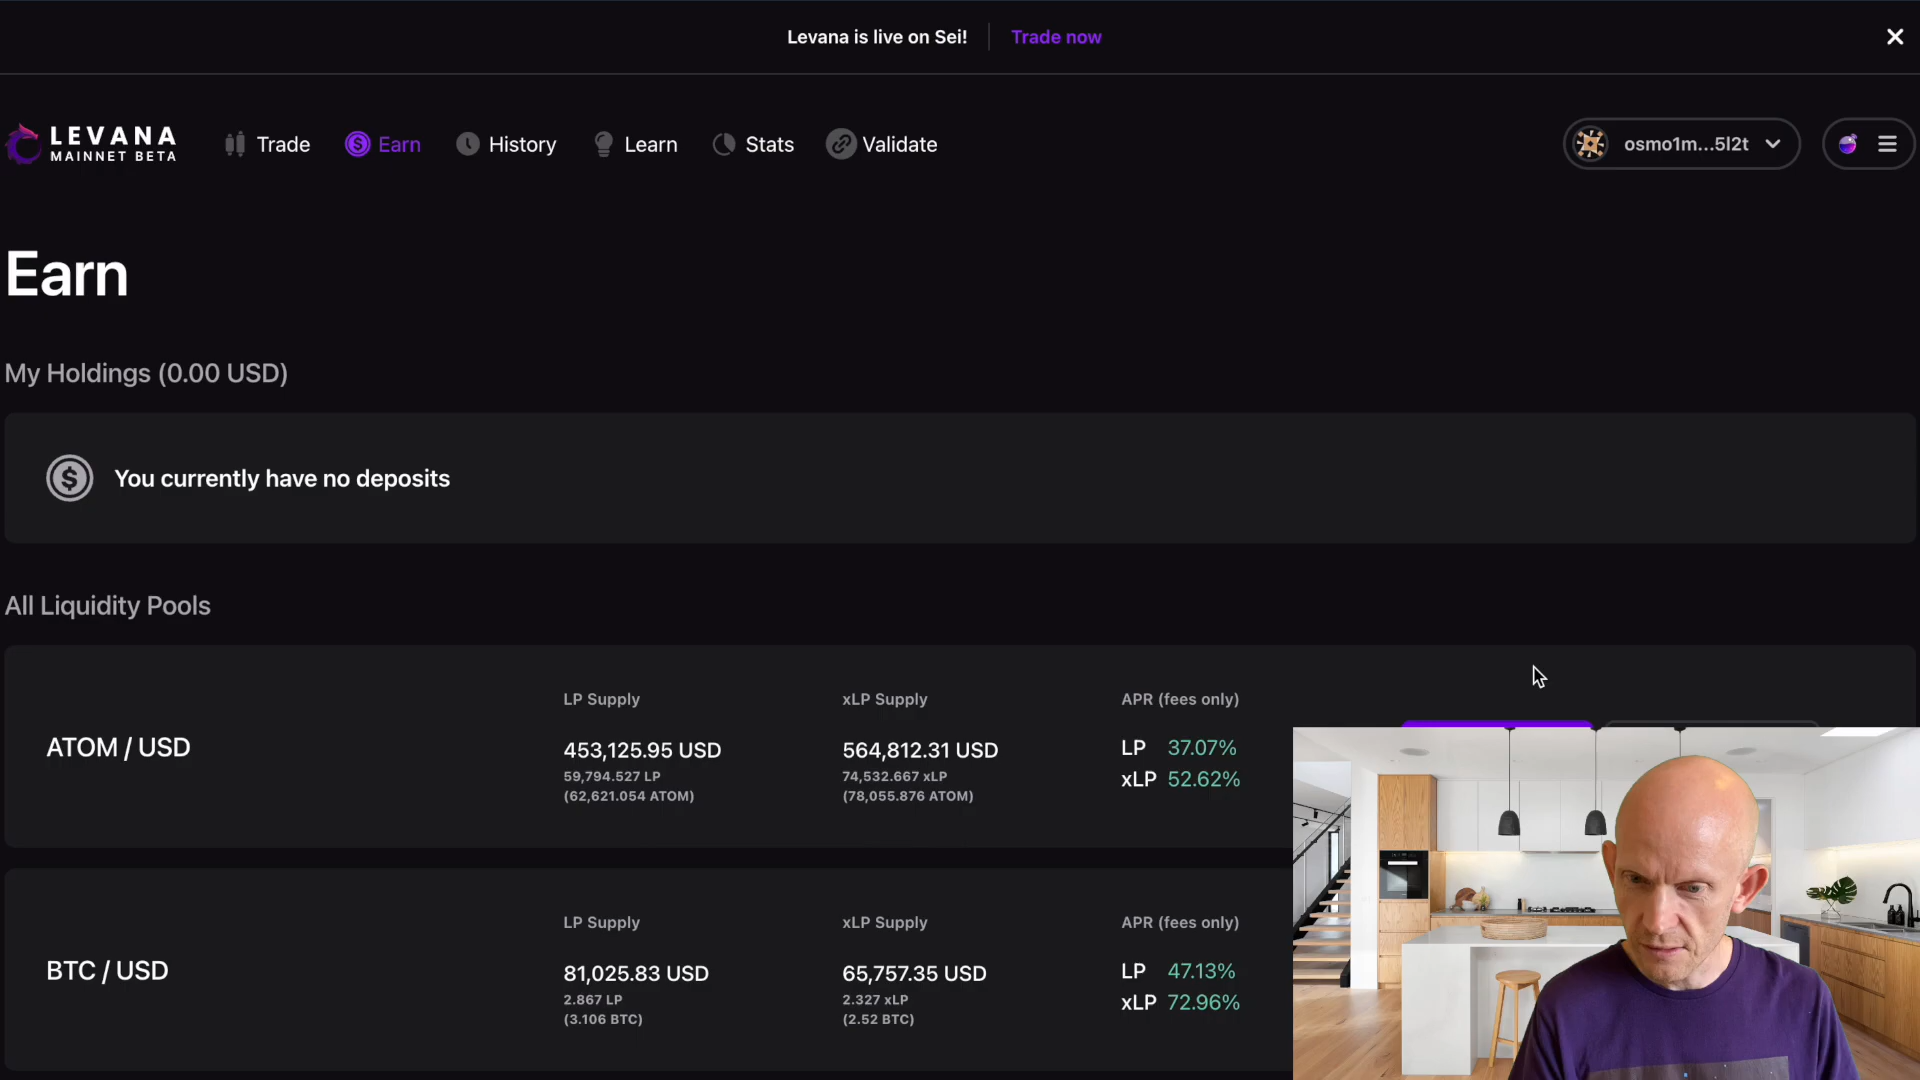 Levana is live on Sei! Trade now
LEVANA
MAINNET BETA
Trade Earn History Learn Stats Validate
osmo1m...5l2t
Earn
My Holdings (0.00 USD)
You currently have no deposits
All Liquidity Pools
LP Supply xLP Supply APR (fees only)
ATOM / USD 453,125.95 USD 564,812.31 USD LP 37.07%
59,794.527 LP 74,532.667 xLP xLP 52.62%
(62,621.054 ATOM) (78,055.876 ATOM)
LP Supply xLP Supply APR (fees only)
BTC / USD 81,025.83 USD 65,757.35 USD LP 47.13%
2.867 LP 2.327 xLP xLP 72.96%
(3.106 BTC) (2.52 BTC)